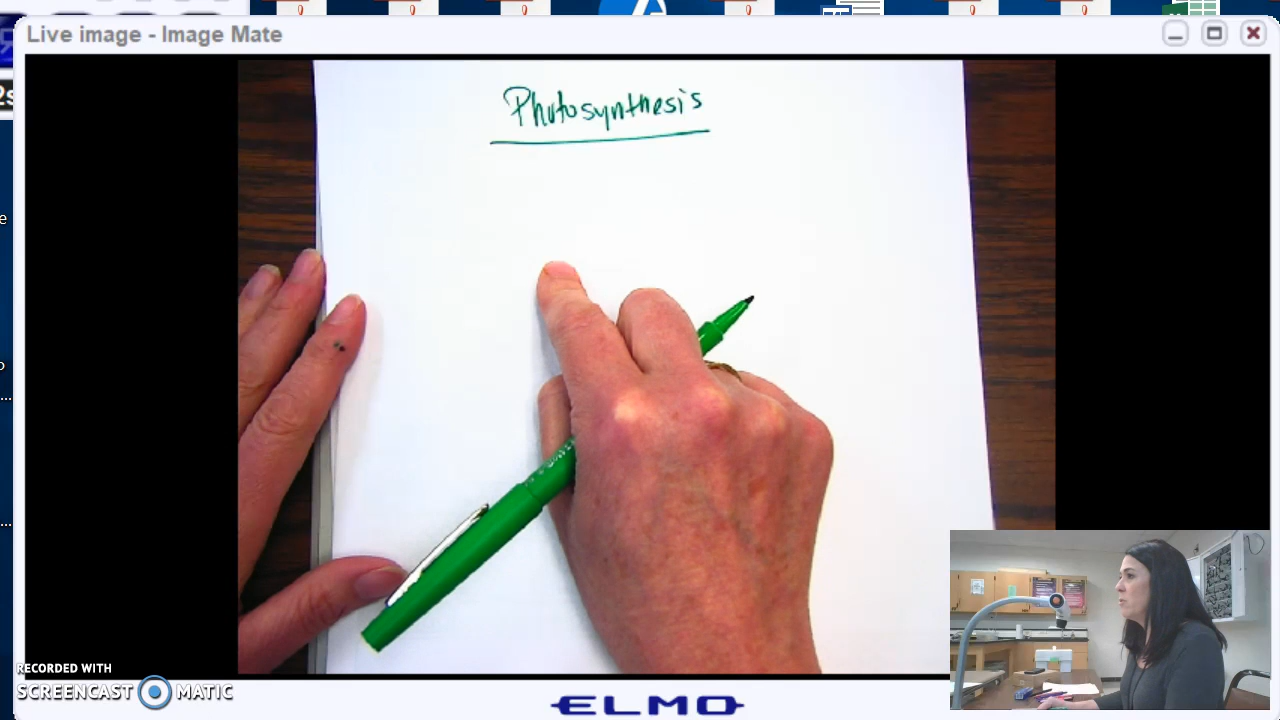 Live image - Image Mate
Photosynthesis
RECORDED WITH
SCREENCAST MATIC
ELMO